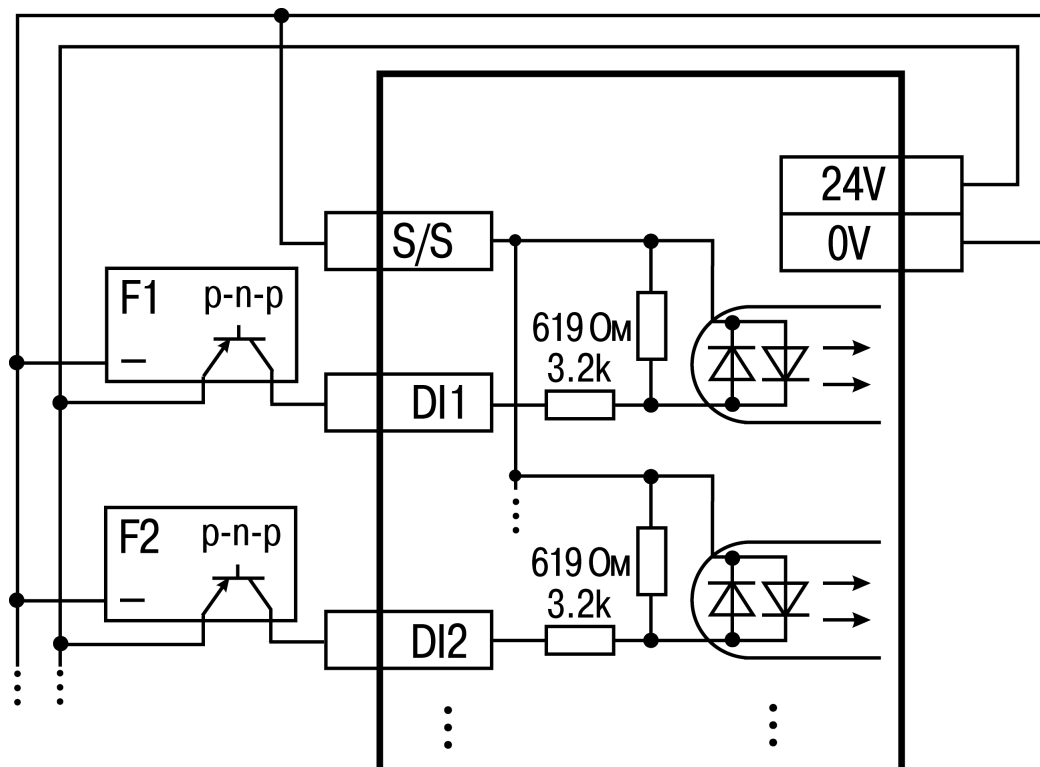 24V
S/S
0V
F1 p-n-p
–
619 Ом
3.2k
DI1
F2 p-n-p
–
619 Ом
3.2k
DI2